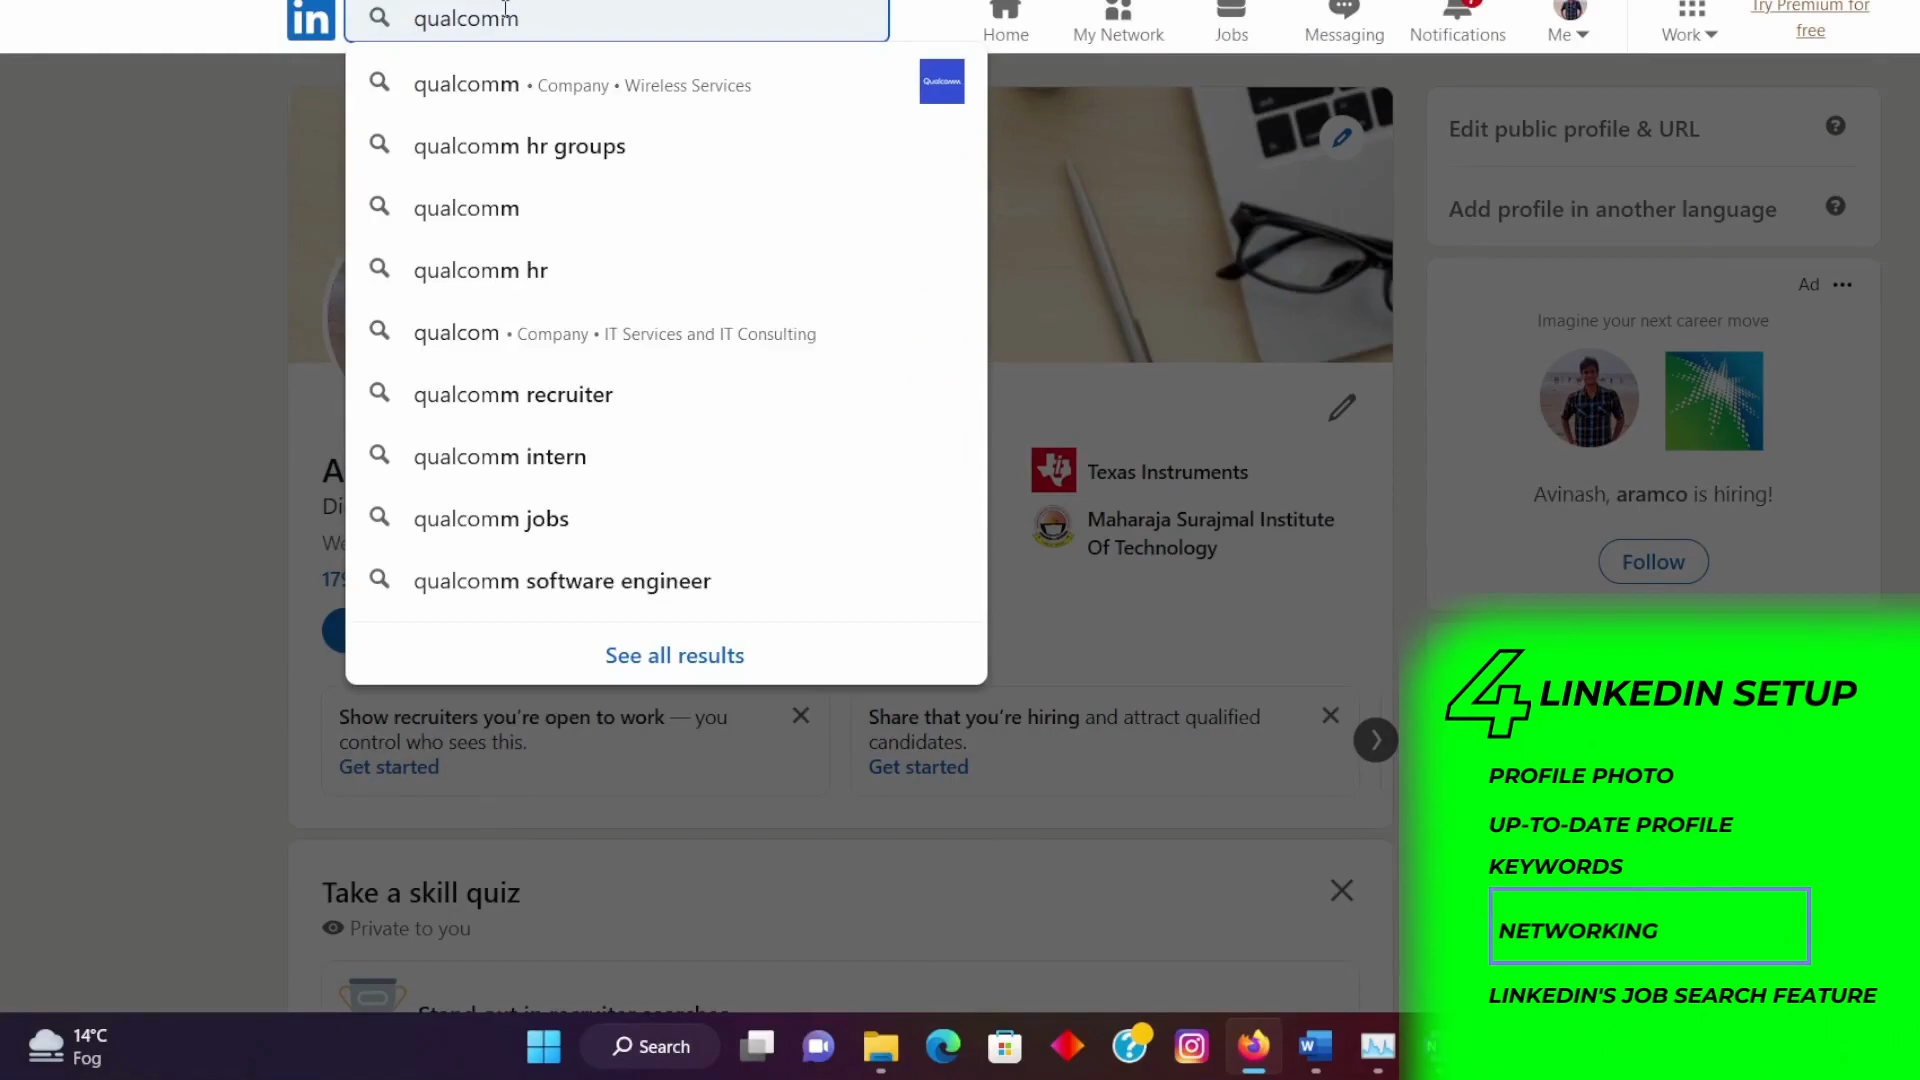 in
qualcomm
Home
My Network
Jobs
Messaging
Notifications
Me
Work
Try Premium for
free
qualcomm • Company • Wireless Services
Qualcomm
qualcomm hr groups
qualcomm
qualcomm hr
qualcom • Company • IT Services and IT Consulting
qualcomm recruiter
qualcomm intern
qualcomm jobs
qualcomm software engineer
See all results
Edit public profile & URL
Add profile in another language
Ad
Imagine your next career move
Avinash, aramco is hiring!
Follow
Texas Instruments
Maharaja Surajmal Institute
Of Technology
Show recruiters you're open to work — you
control who sees this.
Get started
Share that you're hiring and attract qualified
candidates.
Get started
Take a skill quiz
Private to you
4 LINKEDIN SETUP
PROFILE PHOTO
UP-TO-DATE PROFILE
KEYWORDS
NETWORKING
LINKEDIN'S JOB SEARCH FEATURE
14°C
Fog
Search